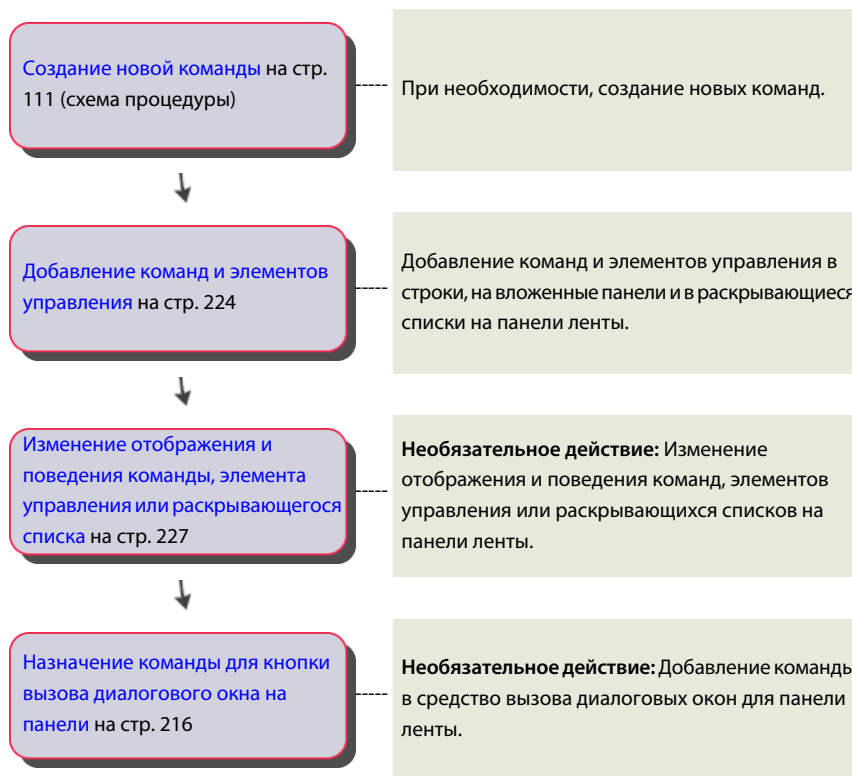 Создание новой команды на стр.
111 (схема процедуры)
При необходимости, создание новых команд.
Добавление команд и элементов
управления на стр. 224
Добавление команд и элементов управления в
строки, на вложенные панели и в раскрывающиеся
списки на панели ленты.
Изменение отображения и
поведения команды, элемента
управления или раскрывающегося
списка на стр. 227
Необязательное действие: Изменение
отображения и поведения команд, элементов
управления или раскрывающихся списков на
панели ленты.
Назначение команды для кнопки
вызова диалогового окна на
панели на стр. 216
Необязательное действие: Добавление команды
в средство вызова диалоговых окон для панели
ленты.